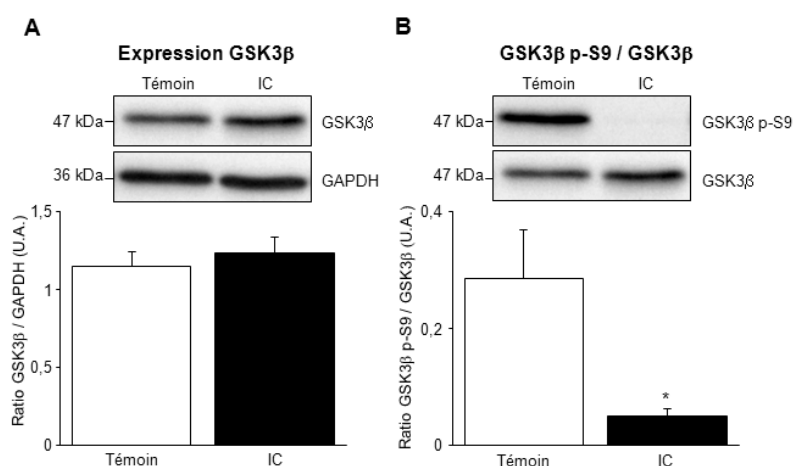 A
Expression GSK3β
Témoin IC
47 kDa GSK3β
36 kDa GAPDH
1,5
1
0,5
0
Ratio GSK3β / GAPDH (U.A.)
Témoin IC
B
GSK3β p-S9 / GSK3β
Témoin IC
47 kDa GSK3β p-S9
47 kDa GSK3β
0,4
0,2
0
Ratio GSK3β p-S9 / GSK3β (U.A.)
*
Témoin IC